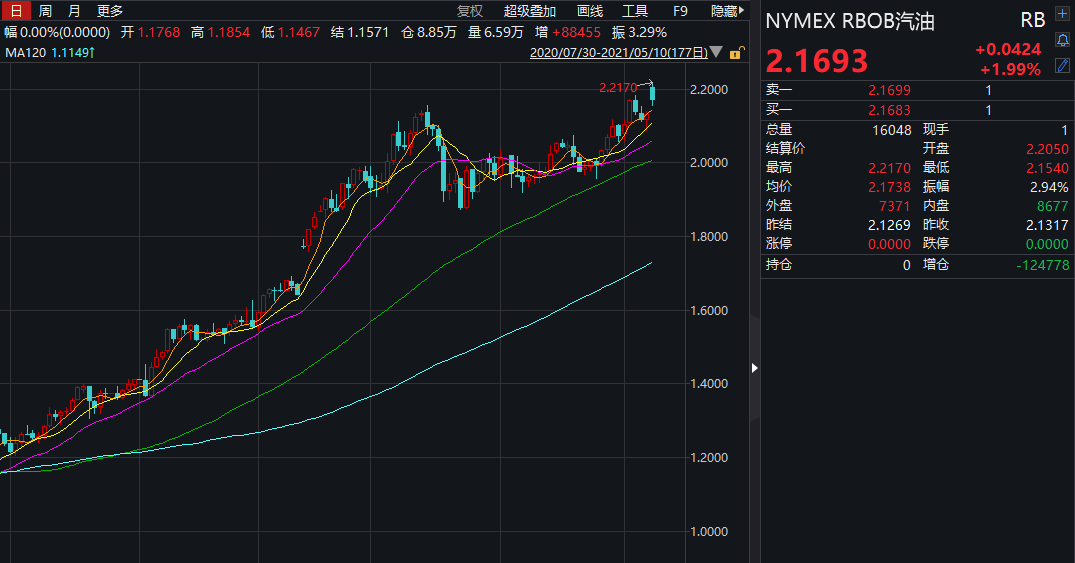 日 周 月 更多 复权 超级叠加 画线 工具 F9 隐藏
幅 0.00%(0.0000) 开 1.1768 高 1.1854 低 1.1467 结 1.1571 仓 8.85万 量 6.59万 增 +88455 振 3.29%
MA120 1.1149↑ 2020/07/30-2021/05/10(177日)
2.2170
2.2000
2.0000
1.8000
1.6000
1.4000
1.2000
1.0000
NYMEX RBOB汽油 RB
2.1693 +0.0424
+1.99%
卖一 2.1699 1
买一 2.1683 1
总量 16048 现手 1
结算价 开盘 2.2050
最高 2.2170 最低 2.1540
均价 2.1738 振幅 2.94%
外盘 7371 内盘 8677
昨结 2.1269 昨收 2.1317
涨停 0.0000 跌停 0.0000
持仓 0 增仓 -124778